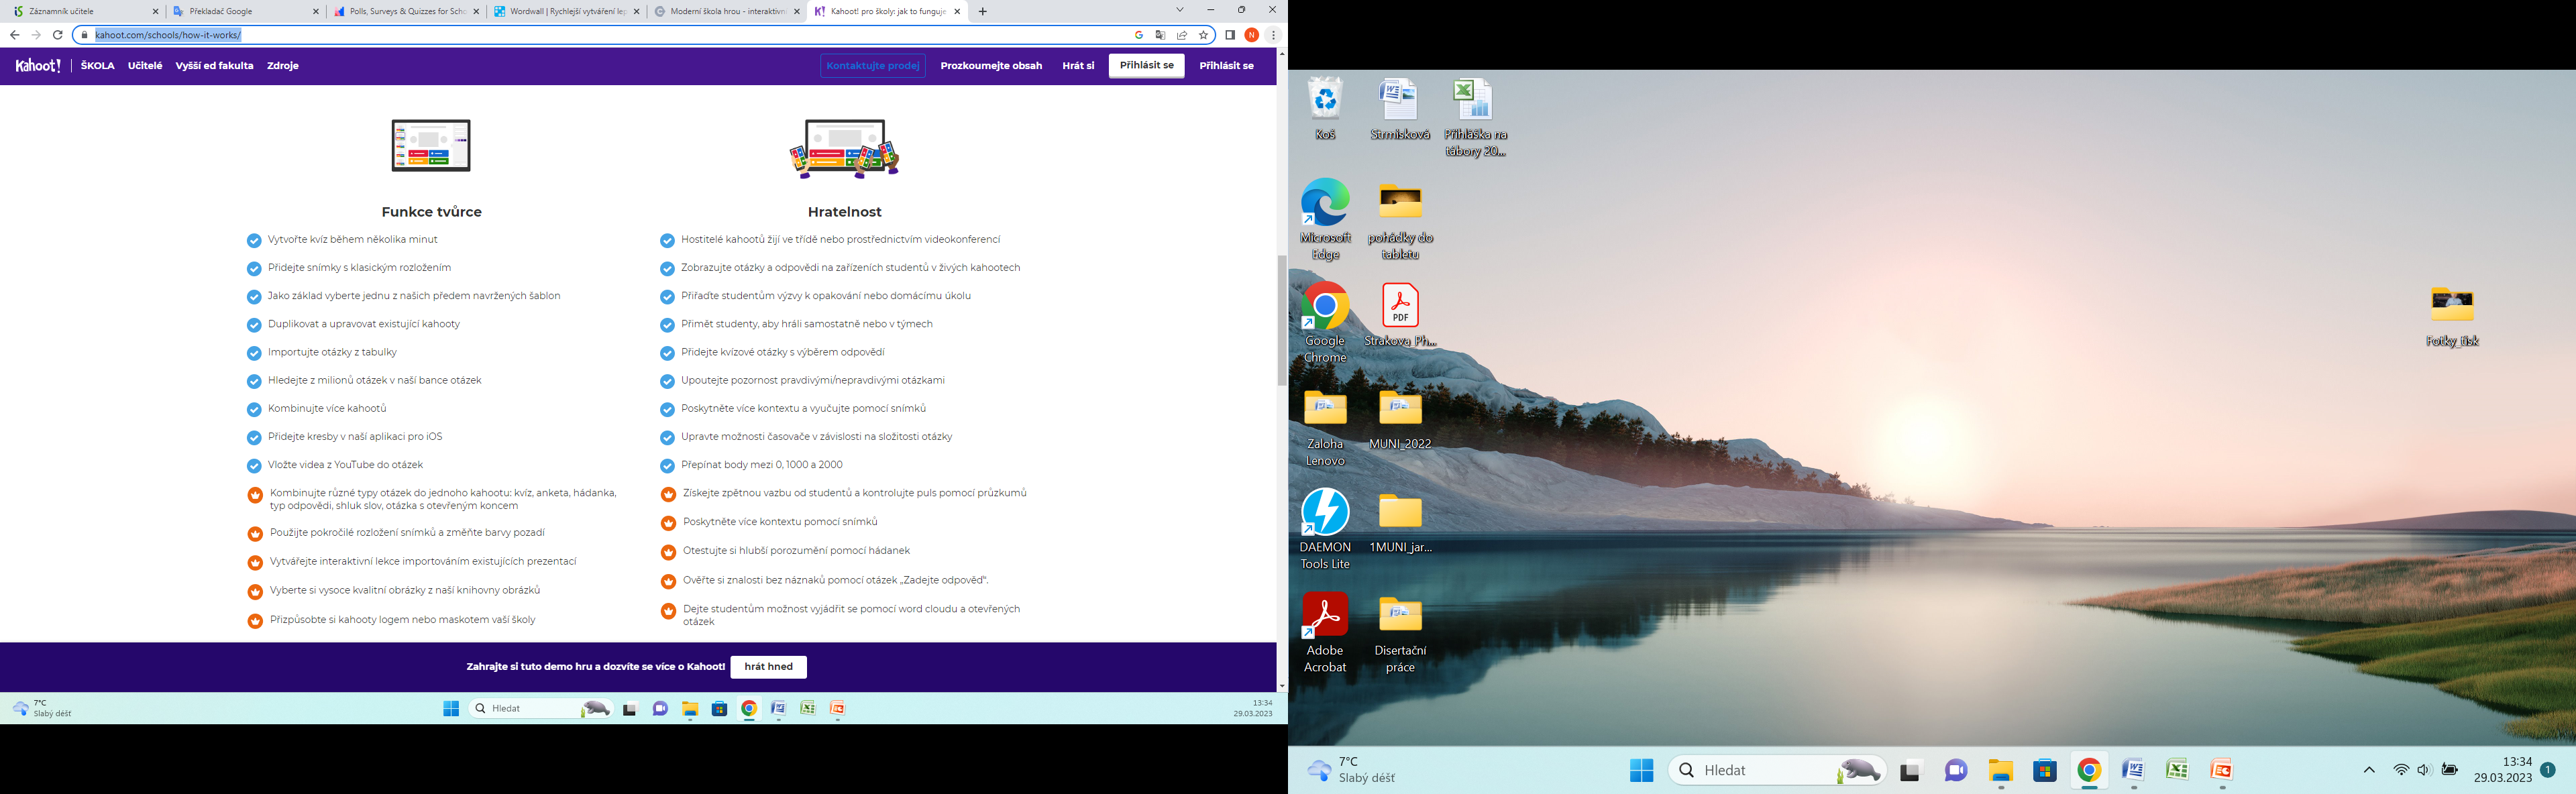 Záznamník učitele
Překladač Google
Polls, Surveys & Quizzes for Scho
Wordwall | Rychlejší vytváření lep
Moderní škola hrou - interaktivní
Kahoot! pro školy: jak to funguje
kahoot.com/schools/how-it-works/
N
Kahoot!
ŠKOLA
Učitelé
Vyšší ed fakulta
Zdroje
Kontaktujte prodej
Prozkoumejte obsah
Hrát si
Přihlásit se
Přihlásit se
Funkce tvůrce
Vytvořte kvíz během několika minut
Přidejte snímky s klasickým rozložením
Jako základ vyberte jednu z našich předem navržených šablon
Duplikovat a upravovat existující kahooty
Importujte otázky z tabulky
Hledejte z milionů otázek v naší bance otázek
Kombinujte více kahootů
Přidejte kresby v naší aplikaci pro iOS
Vložte videa z YouTube do otázek
Kombinujte různé typy otázek do jednoho kahootu: kvíz, anketa, hádanka,
typ odpovědi, shluk slov, otázka s otevřeným koncem
Použijte pokročilé rozložení snímků a změňte barvy pozadí
Vytvářejte interaktivní lekce importováním existujících prezentací
Vyberte si vysoce kvalitní obrázky z naší knihovny obrázků
Přizpůsobte si kahooty logem nebo maskotem vaší školy
Hratelnost
Hostitelé kahootů žijí ve třídě nebo prostřednictvím videokonferencí
Zobrazujte otázky a odpovědi na zařízeních studentů v živých kahootech
Přiřaďte studentům výzvy k opakování nebo domácímu úkolu
Přimět studenty, aby hráli samostatně nebo v týmech
Přidejte kvízové otázky s výběrem odpovědí
Upoutejte pozornost pravdivými/nepravdivými otázkami
Poskytněte více kontextu a vyučujte pomocí snímků
Upravte možnosti časovače v závislosti na složitosti otázky
Přepínat body mezi 0, 1000 a 2000
Získejte zpětnou vazbu od studentů a kontrolujte puls pomocí průzkumů
Poskytněte více kontextu pomocí snímků
Otestujte si hlubší porozumění pomocí hádanek
Ověřte si znalosti bez náznaků pomocí otázek „Zadejte odpověď“.
Dejte studentům možnost vyjádřit se pomocí word cloudu a otevřených
otázek
Zahrajte si tuto demo hru a dozvíte se více o Kahoot!
hrát hned
7°C
Slabý déšť
Hledat
13:34
29.03.2023
Koš
Strmisková
Přihláška na
tábory 20...
Microsoft
Edge
pohádky do
tabletu
Google
Chrome
PDF
Strakova_Ph...
Fotky_tisk
Zaloha
Lenovo
MUNI_2022
DAEMON
Tools Lite
1MUNI_jar...
Adobe
Acrobat
Disertační
práce
7°C
Slabý déšť
Hledat
13:34
29.03.2023
1